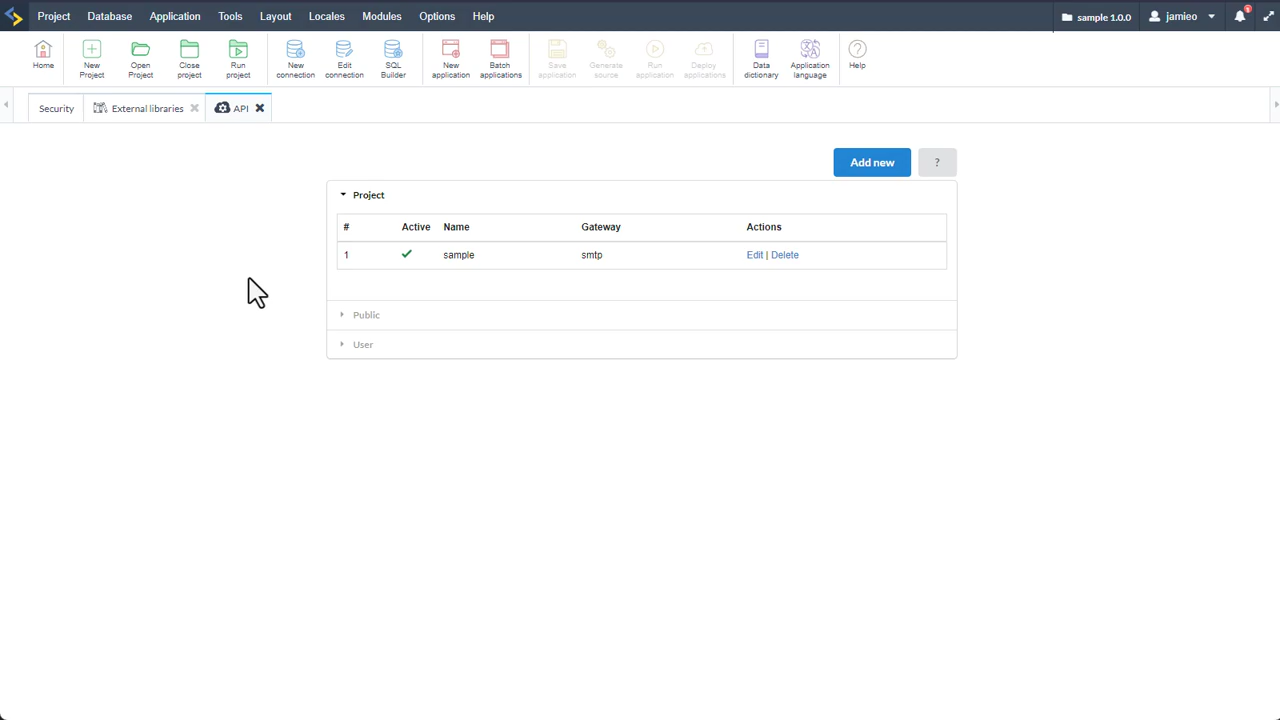 Project Database Application Tools Layout Locales Modules Options Help sample 1.0.0 jamieo 1
Home
New
Project
Open
Project
Close
project
Run
project
New
connection
Edit
connection
SQL
Builder
New
application
Batch
applications
Save
application
Generate
source
Run
application
Deploy
applications
Data
dictionary
Application
language
Help
Security External libraries API
Add new ?
Project
# Active Name Gateway Actions
1 sample smtp Edit | Delete
Public
User